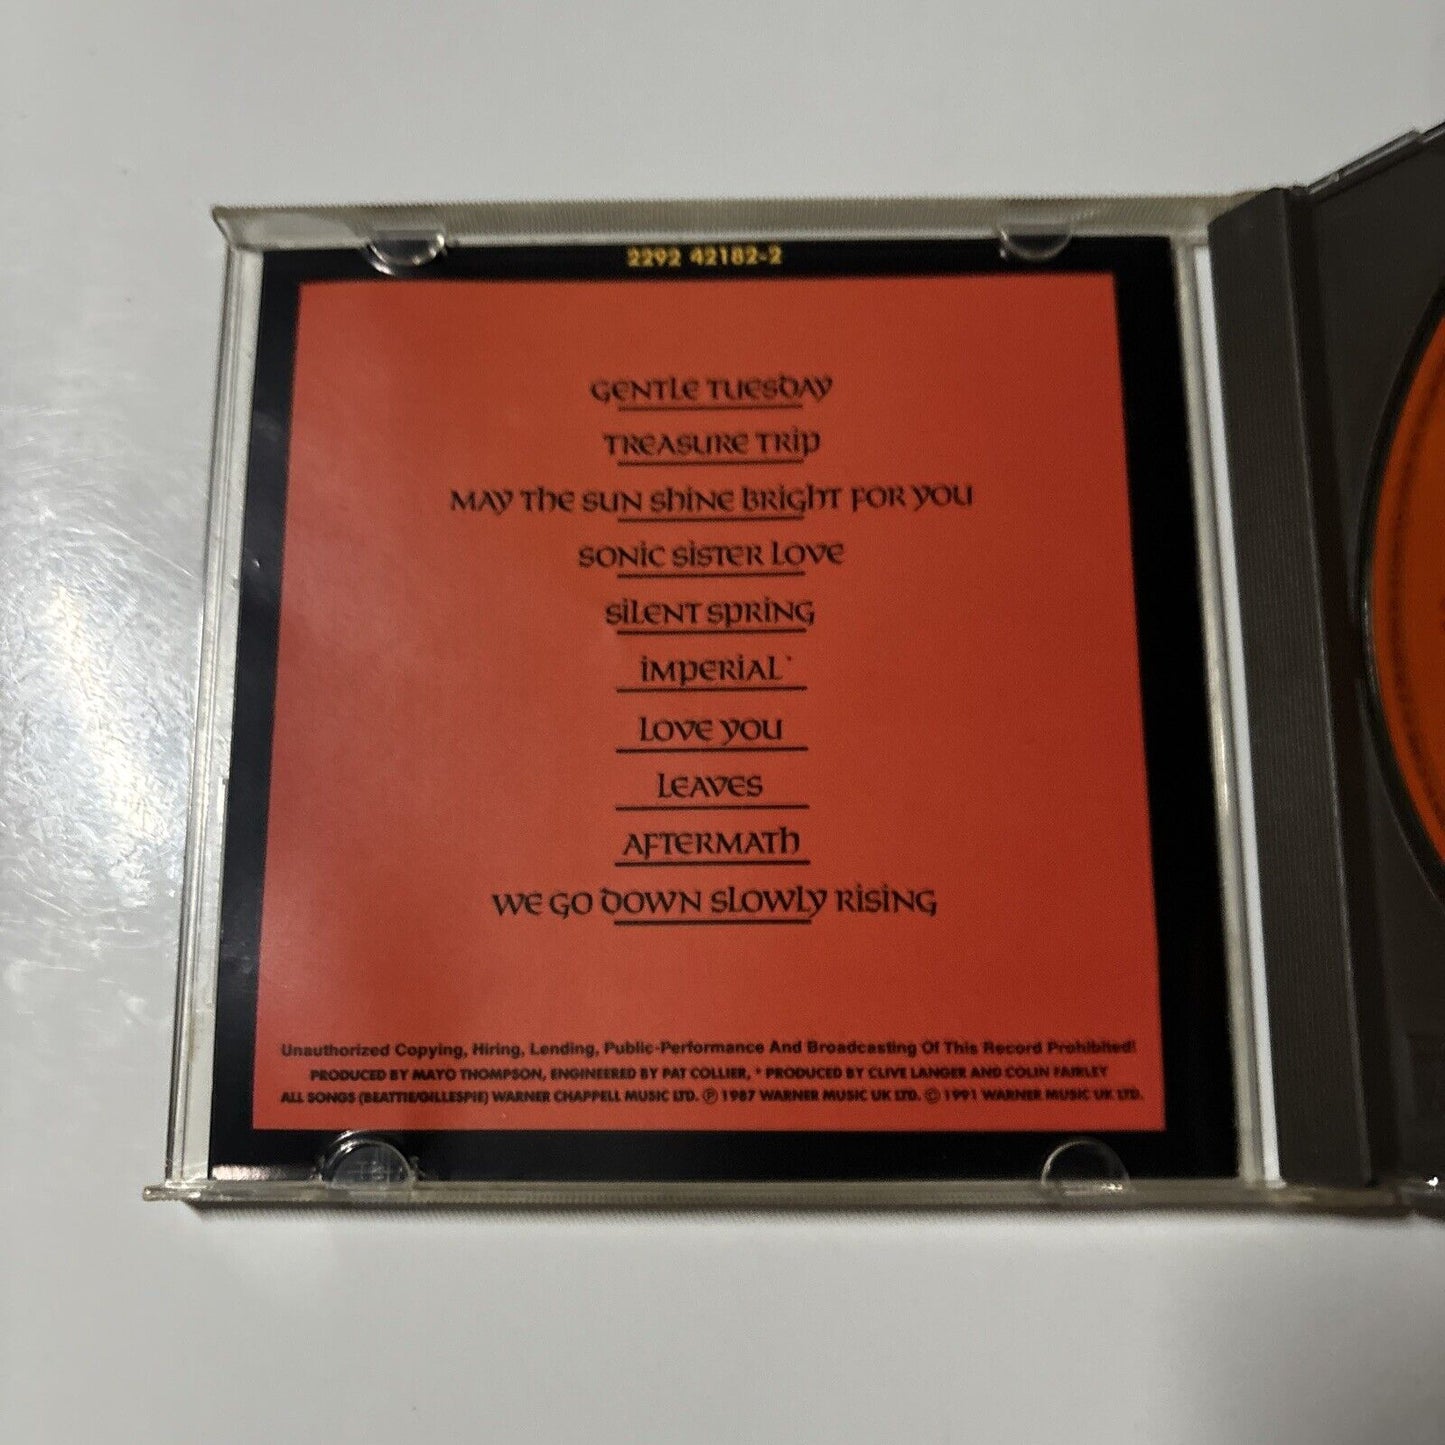 2292 42182-2
GENTLE TUESDAY
TREASURE TRIP
MAY THE SUN SHINE BRIGHT FOR YOU
SONIC SISTER LOVE
SILENT SPRING
IMPERIAL*
LOVE YOU
LEAVES
AFTERMATH
WE GO DOWN SLOWLY RISING
Unauthorized Copying, Hiring, Lending, Public-Performance And Broadcasting Of This Record Prohibited!
PRODUCED BY MAYO THOMPSON, ENGINEERED BY PAT COLLIER, * PRODUCED BY CLIVE LANGER AND COLIN FAIRLEY
ALL SONGS (BEATTIE/GILLESPIE) WARNER CHAPPELL MUSIC LTD. Ⓟ 1987 WARNER MUSIC UK LTD. © 1991 WARNER MUSIC UK LTD.